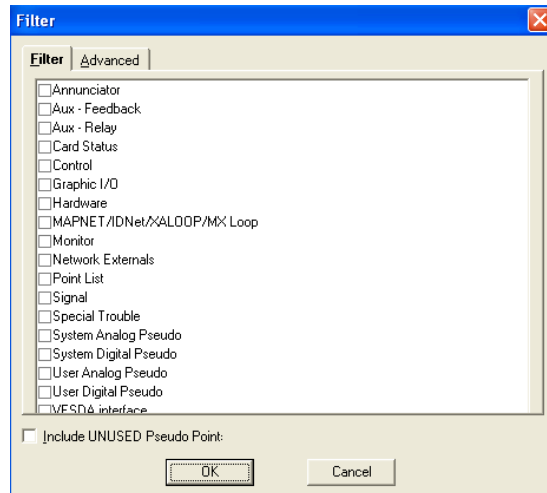 Filter
Filter
Advanced
Annunciator
Aux - Feedback
Aux - Relay
Card Status
Control
Graphic I/O
Hardware
MAPNET/IDNet/XALOOP/MX Loop
Monitor
Network Externals
Point List
Signal
Special Trouble
System Analog Pseudo
System Digital Pseudo
User Analog Pseudo
User Digital Pseudo
VESDA interface
Include UNUSED Pseudo Point:
OK
Cancel